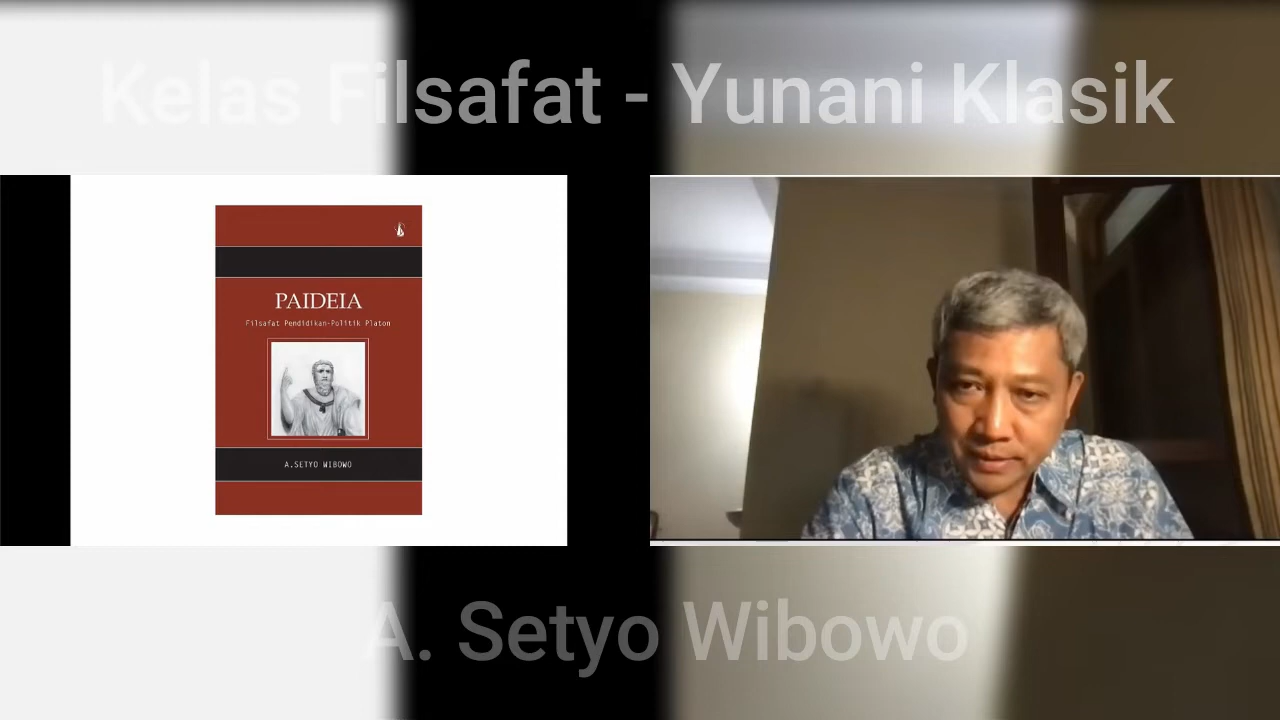 Kelas Filsafat - Yunani Klasik
PAIDEIA
Filsafat Pendidikan-Politik Platon
A.SETYO WIBOWO
A. Setyo Wibowo